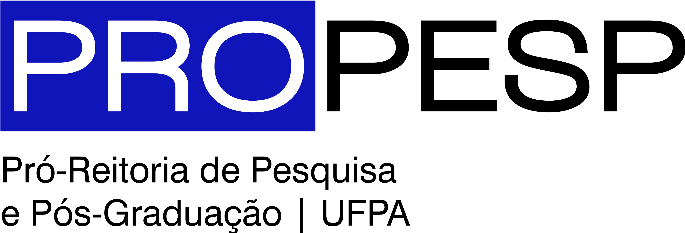 PROPESP
Pró-Reitoria de Pesquisa
e Pós-Graduação | UFPA